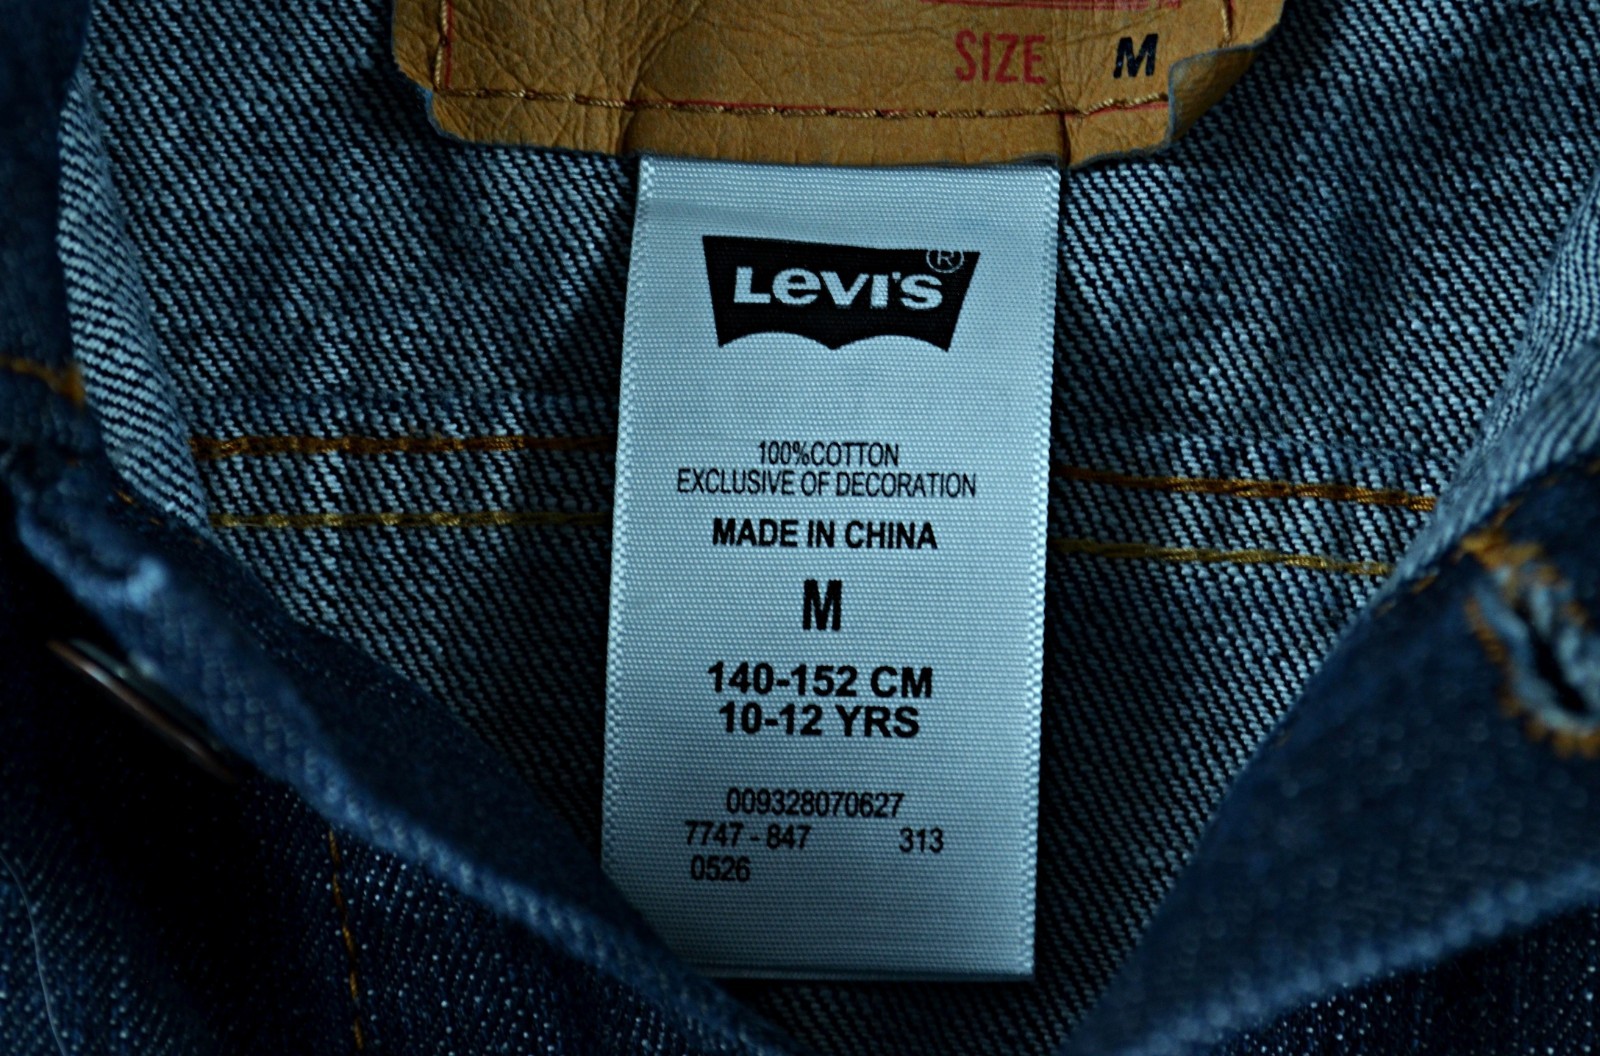 SIZE M
Levi's®
100%COTTON
EXCLUSIVE OF DECORATION
MADE IN CHINA
M
140-152 CM
10-12 YRS
009328070627
7747 - 847 313
0526